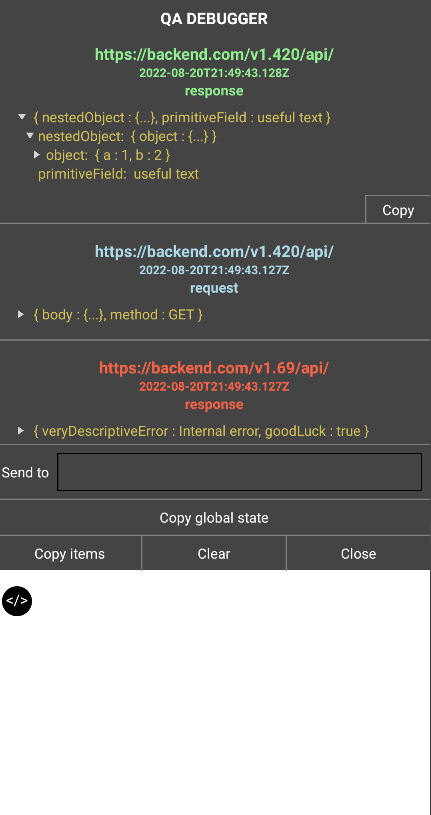 QA DEBUGGER
https://backend.com/v1.420/api/
2022-08-20T21:49:43.128Z
response
{ nestedObject : {...}, primitiveField : useful text }
nestedObject: { object : {...} }
object: { a : 1, b : 2 }
primitiveField: useful text
Copy
https://backend.com/v1.420/api/
2022-08-20T21:49:43.127Z
request
{ body : {...}, method : GET }
https://backend.com/v1.69/api/
2022-08-20T21:49:43.127Z
response
{ veryDescriptiveError : Internal error, goodLuck : true }
Send to
Copy global state
Copy items Clear Close
</>